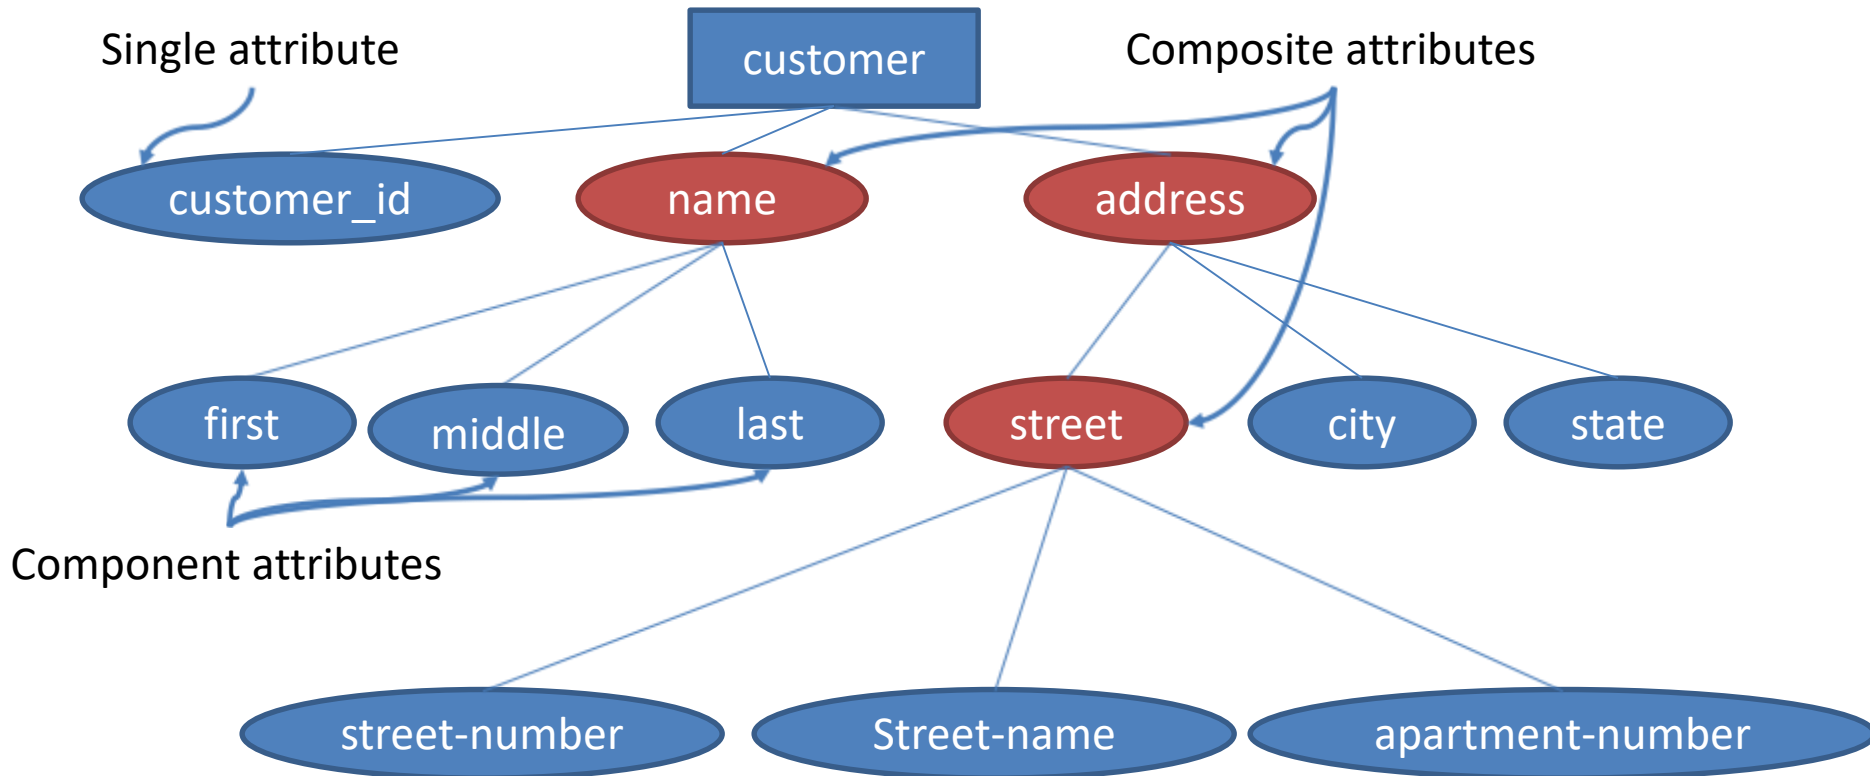 Single attribute
customer
Composite attributes
customer_id
name
address
first
middle
last
street
city
state
Component attributes
street-number
Street-name
apartment-number